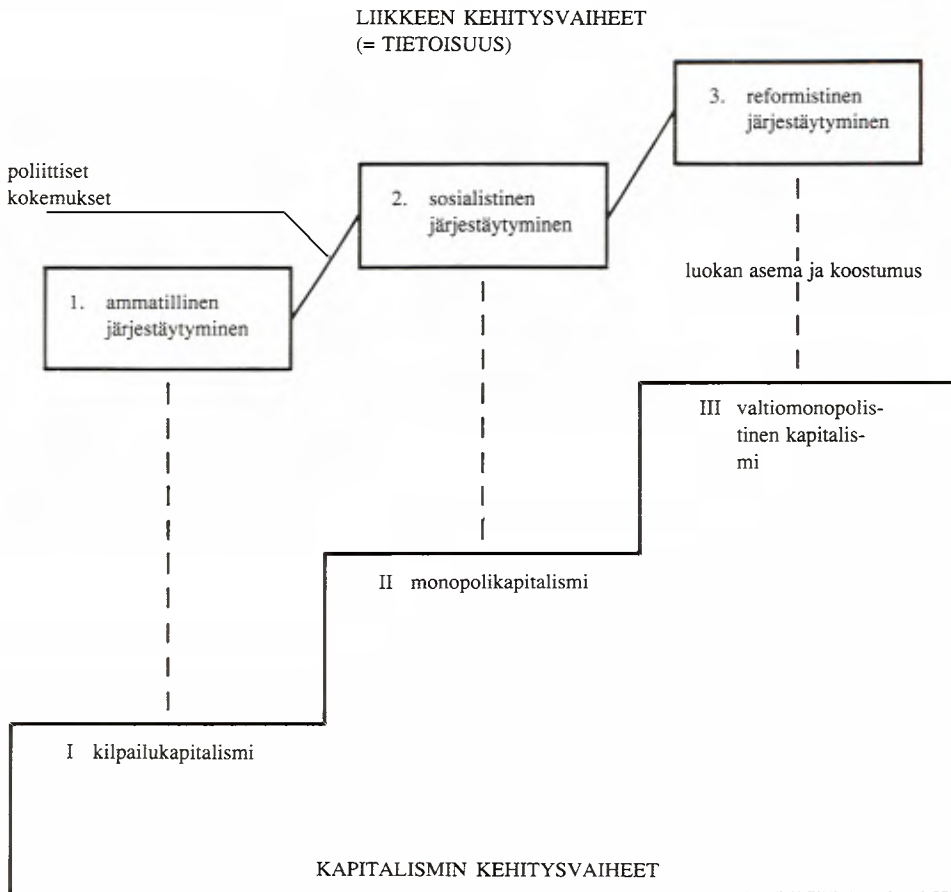 LIIKKEEN KEHITYSVAIHEET
(= TIETOISUUS)
3. reformistinen
järjestäytyminen
poliittiset
kokemukset
2. sosialistinen
järjestäytyminen
luokan asema ja koostumus
1. ammatillinen
järjestäytyminen
III valtiomonopolis-
tinen kapitalis-
mi
II monopolikapitalismi
I kilpailukapitalismi
KAPITALISMIN KEHITYSVAIHEET